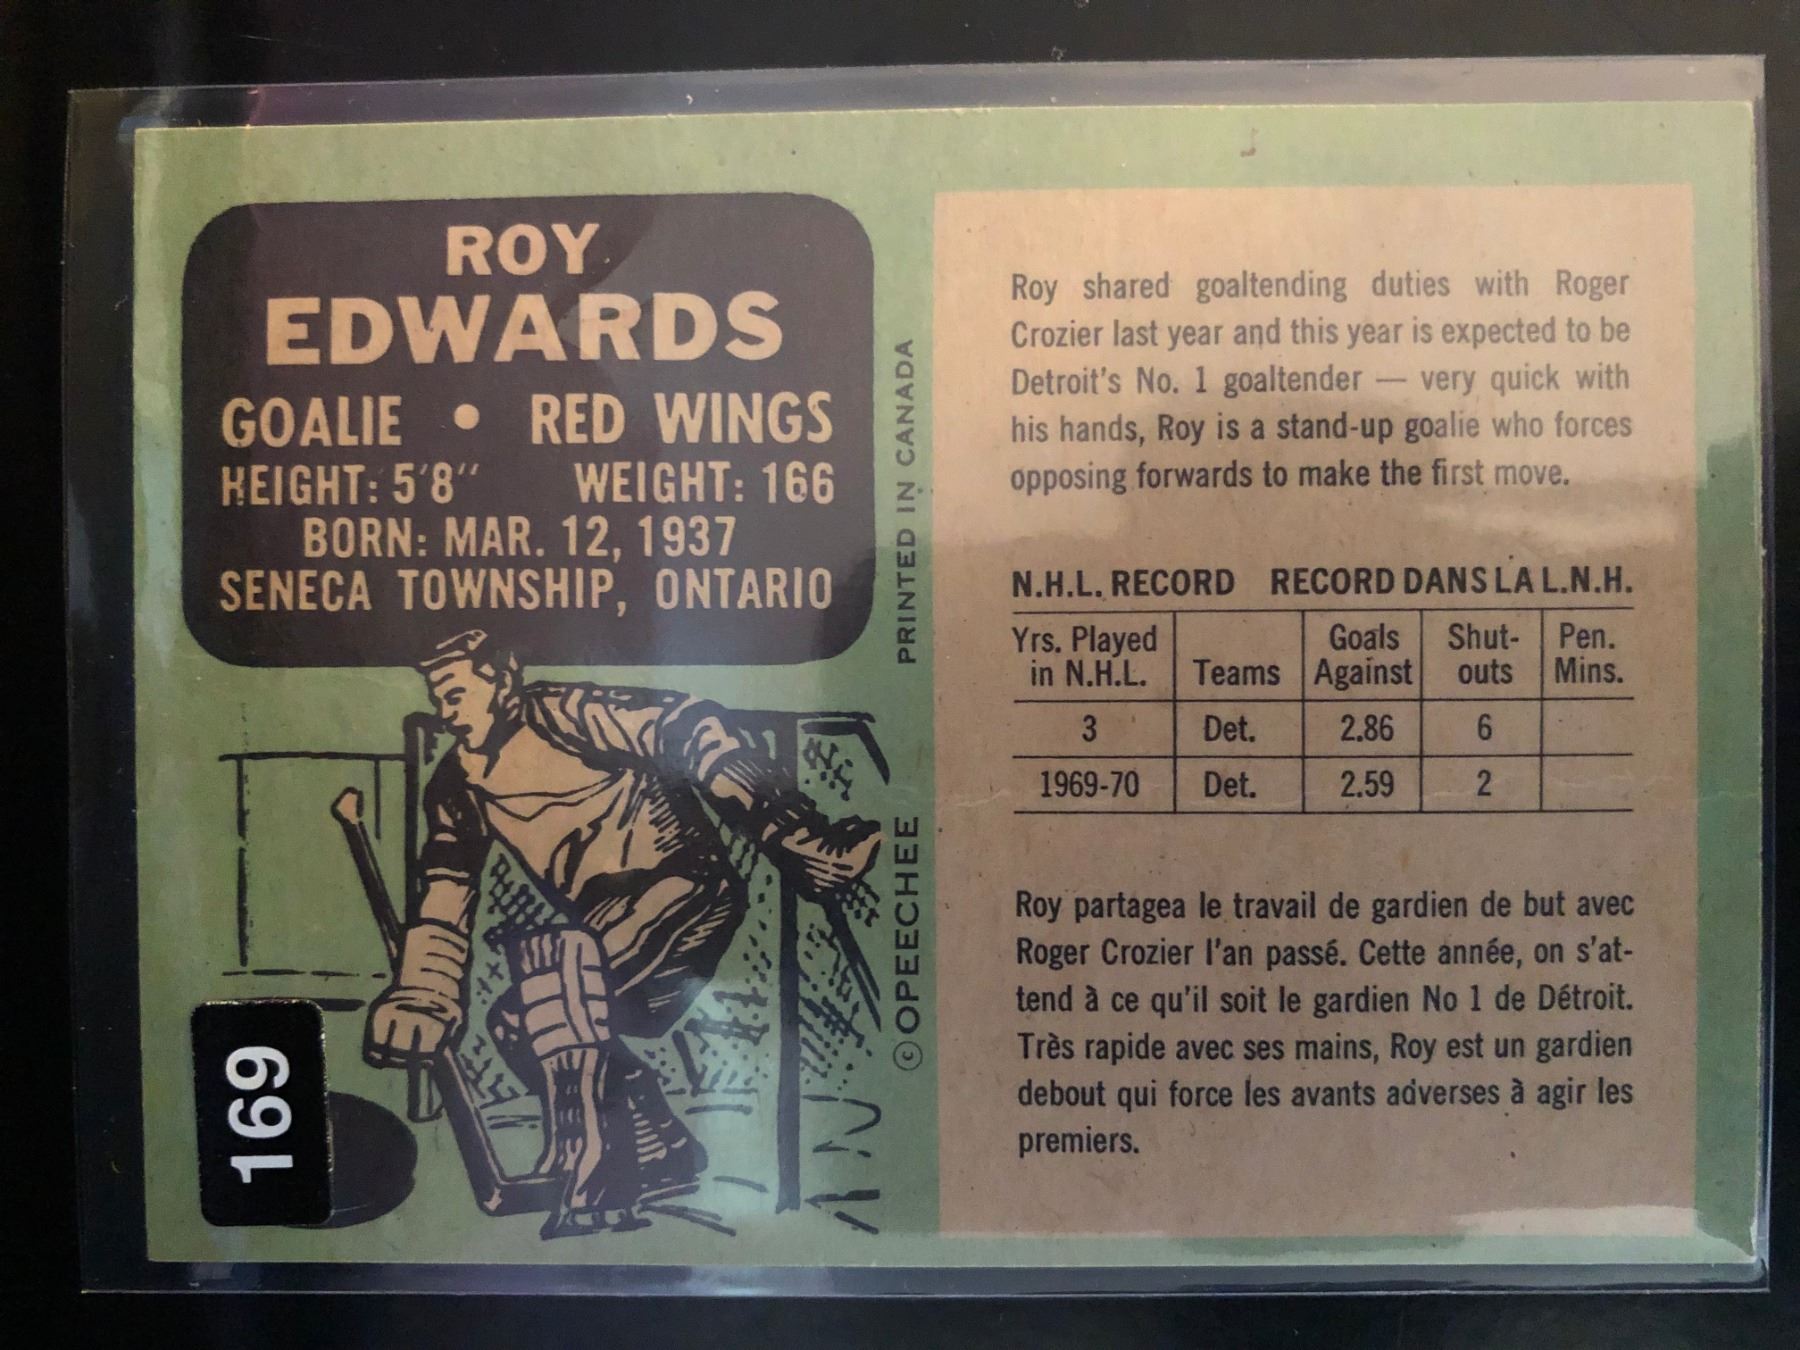 ROY
EDWARDS
GOALIE • RED WINGS
HEIGHT: 5'8" WEIGHT: 166
BORN: MAR. 12, 1937
SENECA TOWNSHIP, ONTARIO
169
© OPEECHEE PRINTED IN CANADA
Roy shared goaltending duties with Roger
Crozier last year and this year is expected to be
Detroit's No. 1 goaltender — very quick with
his hands, Roy is a stand-up goalie who forces
opposing forwards to make the first move.
N.H.L. RECORD RECORD DANS LA L.N.H.
Yrs. Played in N.H.L. Teams Goals Against Shut-outs Pen. Mins.
3 Det. 2.86 6
1969-70 Det. 2.59 2
Roy partagea le travail de gardien de but avec
Roger Crozier l'an passé. Cette année, on s'at-
tend à ce qu'il soit le gardien No 1 de Détroit.
Très rapide avec ses mains, Roy est un gardien
debout qui force les avants adverses à agir les
premiers.